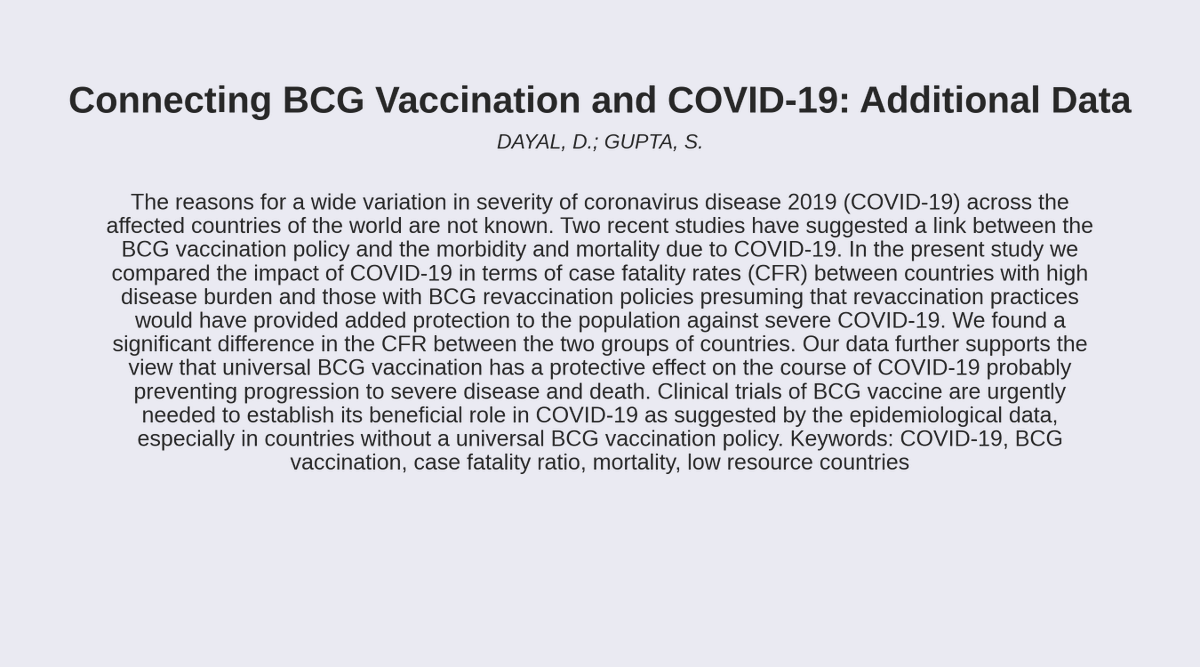 Connecting BCG Vaccination and COVID-19: Additional Data
DAYAL, D.; GUPTA, S.
The reasons for a wide variation in severity of coronavirus disease 2019 (COVID-19) across the
affected countries of the world are not known. Two recent studies have suggested a link between the
BCG vaccination policy and the morbidity and mortality due to COVID-19. In the present study we
compared the impact of COVID-19 in terms of case fatality rates (CFR) between countries with high
disease burden and those with BCG revaccination policies presuming that revaccination practices
would have provided added protection to the population against severe COVID-19. We found a
significant difference in the CFR between the two groups of countries. Our data further supports the
view that universal BCG vaccination has a protective effect on the course of COVID-19 probably
preventing progression to severe disease and death. Clinical trials of BCG vaccine are urgently
needed to establish its beneficial role in COVID-19 as suggested by the epidemiological data,
especially in countries without a universal BCG vaccination policy. Keywords: COVID-19, BCG
vaccination, case fatality ratio, mortality, low resource countries